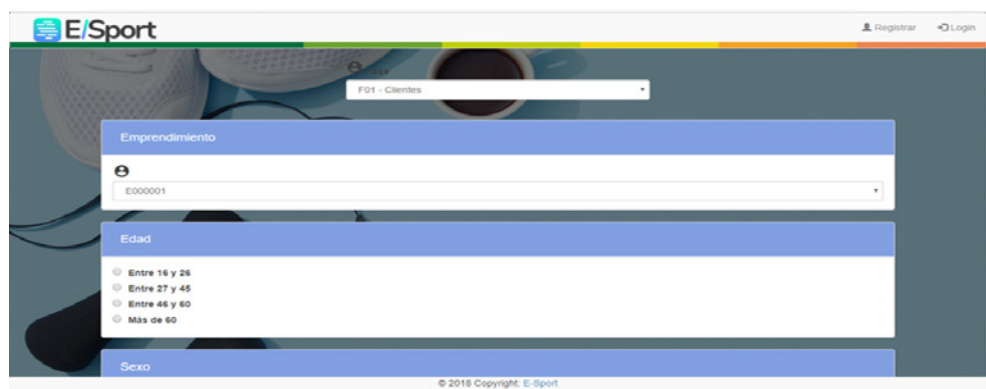 E/Sport
Registrar
Login
F01 - Clientes
Emprendimiento
E000001
Edad
Entre 16 y 26
Entre 27 y 45
Entre 46 y 60
Más de 60
Sexo
© 2018 Copyright: E-Sport